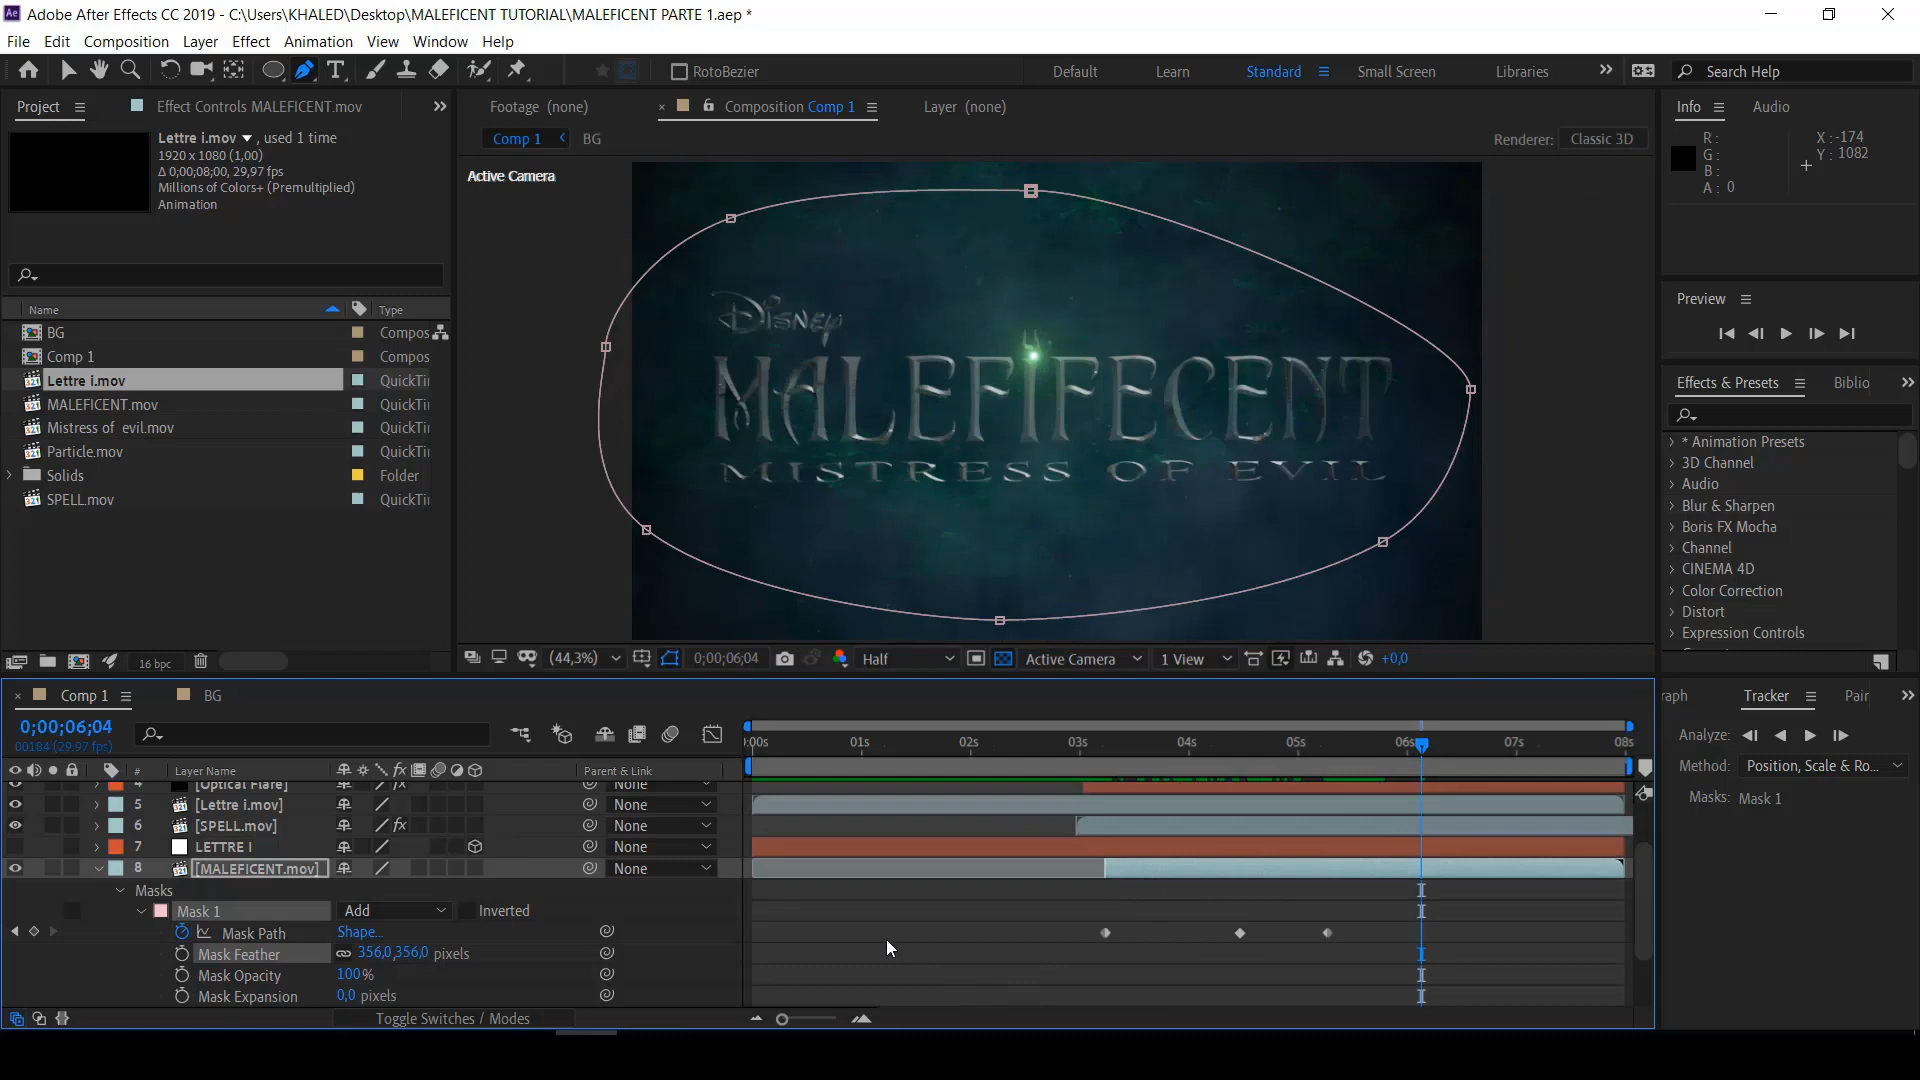 Adobe After Effects CC 2019 - C:\Users\KHALED\Desktop\MALEFICENT TUTORIAL\MALEFICENT PARTE 1.aep *
File Edit Composition Layer Effect Animation View Window Help
RotoBezier Default Learn Standard Small Screen Libraries Search Help
Project Effect Controls MALEFICENT.mov
Footage (none) Composition Comp 1 Layer (none)
Info Audio
Lettre i.mov , used 1 time
1920 x 1080 (1,00)
Δ 0;00;08;00, 29,97 fps
Millions of Colors+ (Premultiplied)
Animation
Comp 1 BG Renderer: Classic 3D
R :
G :
B :
A : 0
X : -174
Y : 1082
Active Camera
DISNEY
MALEFIFECENT
MISTRESS OF EVIL
Name Type
BG Compos
Comp 1 Compos
Lettre i.mov QuickTi
MALEFICENT.mov QuickTi
Mistress of evil.mov QuickTi
Particle.mov QuickTi
Solids Folder
SPELL.mov QuickTi
16 bpc
(44,3%) 0;00;06;04 Half Active Camera 1 View +0,0
Preview
Effects & Presets Biblio
* Animation Presets
3D Channel
Audio
Blur & Sharpen
Boris FX Mocha
Channel
CINEMA 4D
Color Correction
Distort
Expression Controls
Comp 1 BG
0;00;06;04
00184 (29.97 fps)
:00s 01s 02s 03s 04s 05s 06s 07s 08s
# Layer Name fx Parent & Link
4 [Optical Flare] fx None
5 [Lettre i.mov] None
6 [SPELL.mov] fx None
7 LETTRE I None
8 [MALEFICENT.mov] None
Masks
Mask 1 Add Inverted
Mask Path Shape...
Mask Feather 356,0,356,0 pixels
Mask Opacity 100%
Mask Expansion 0,0 pixels
Toggle Switches / Modes
raph Tracker Pair
Analyze:
Method: Position, Scale & Ro...
Masks: Mask 1